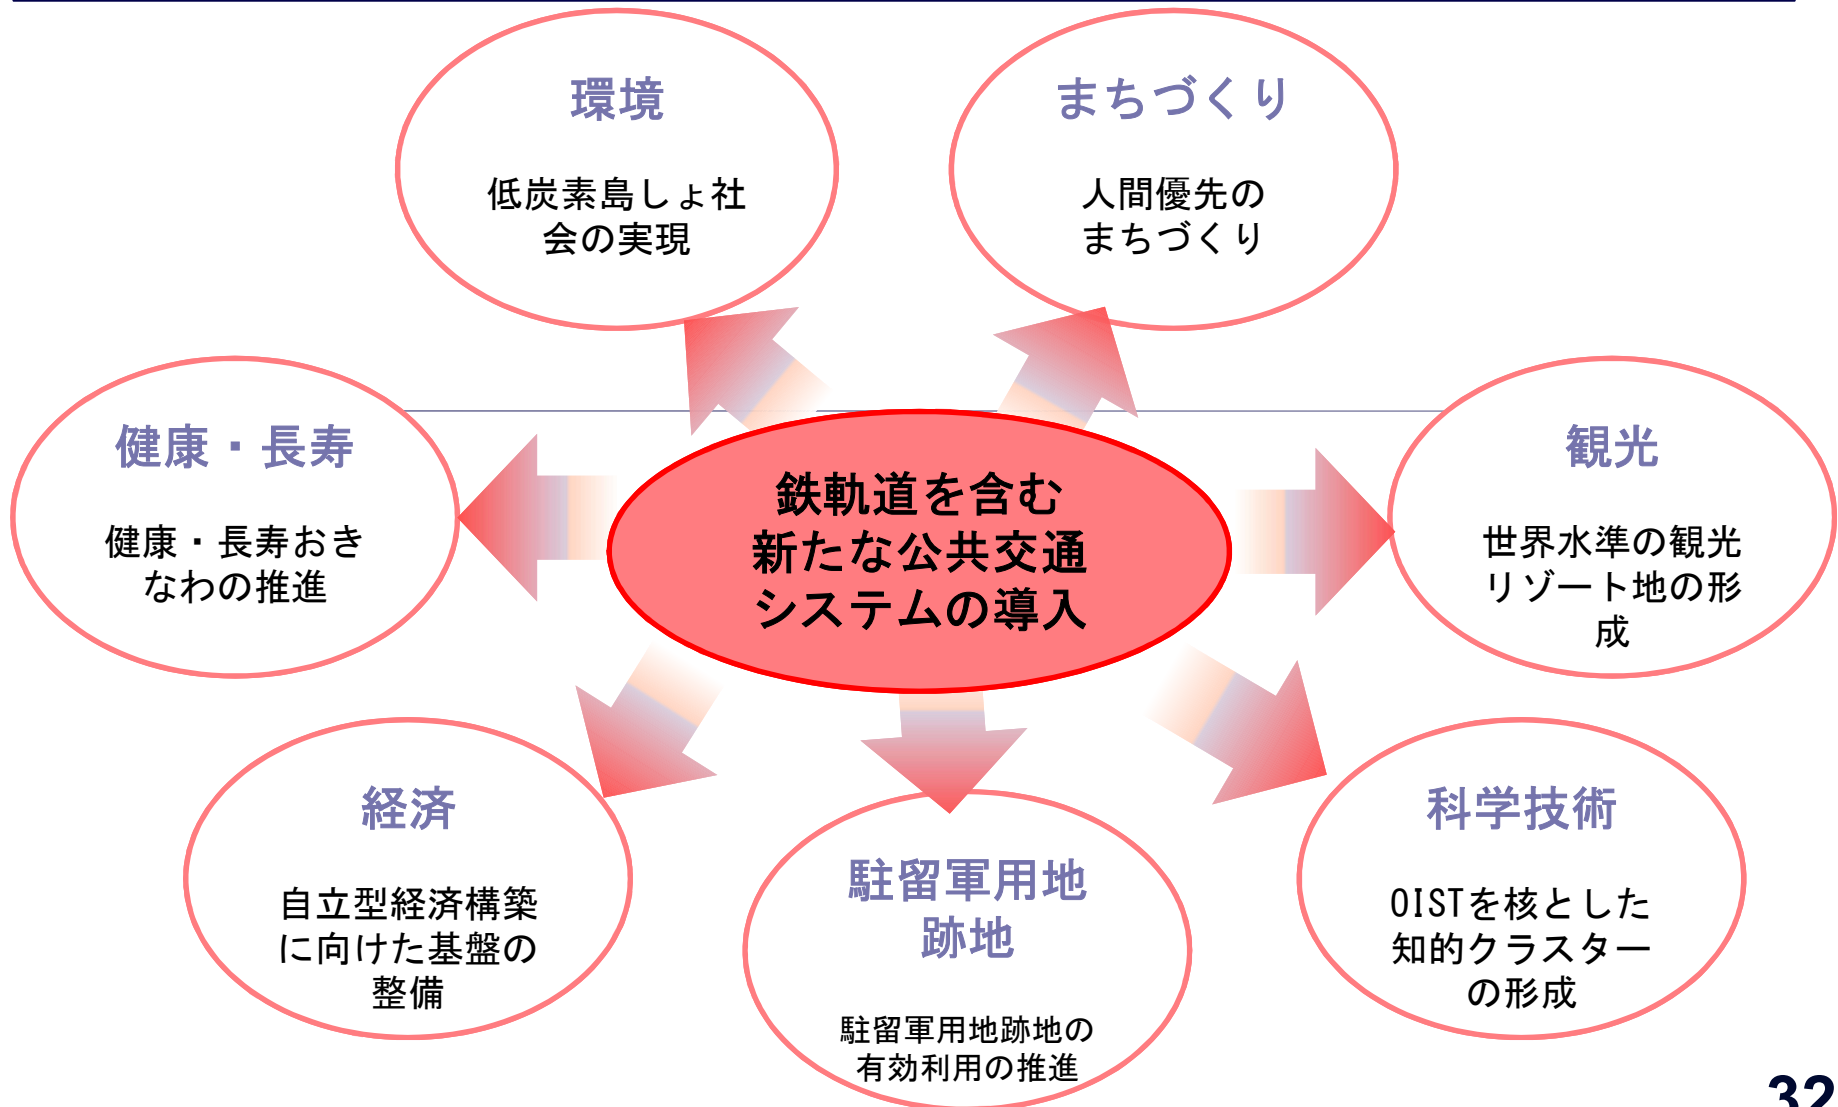 環境
低炭素島しょ社
会の実現
まちづくり
人間優先の
まちづくり
健康・長寿
健康・長寿おき
なわの推進
鉄軌道を含む
新たな公共交通
システムの導入
観光
世界水準の観光
リゾート地の形
成
経済
自立型経済構築
に向けた基盤の
整備
駐留軍用地
跡地
駐留軍用地跡地の
有効利用の推進
科学技術
OISTを核とした
知的クラスター
の形成
32